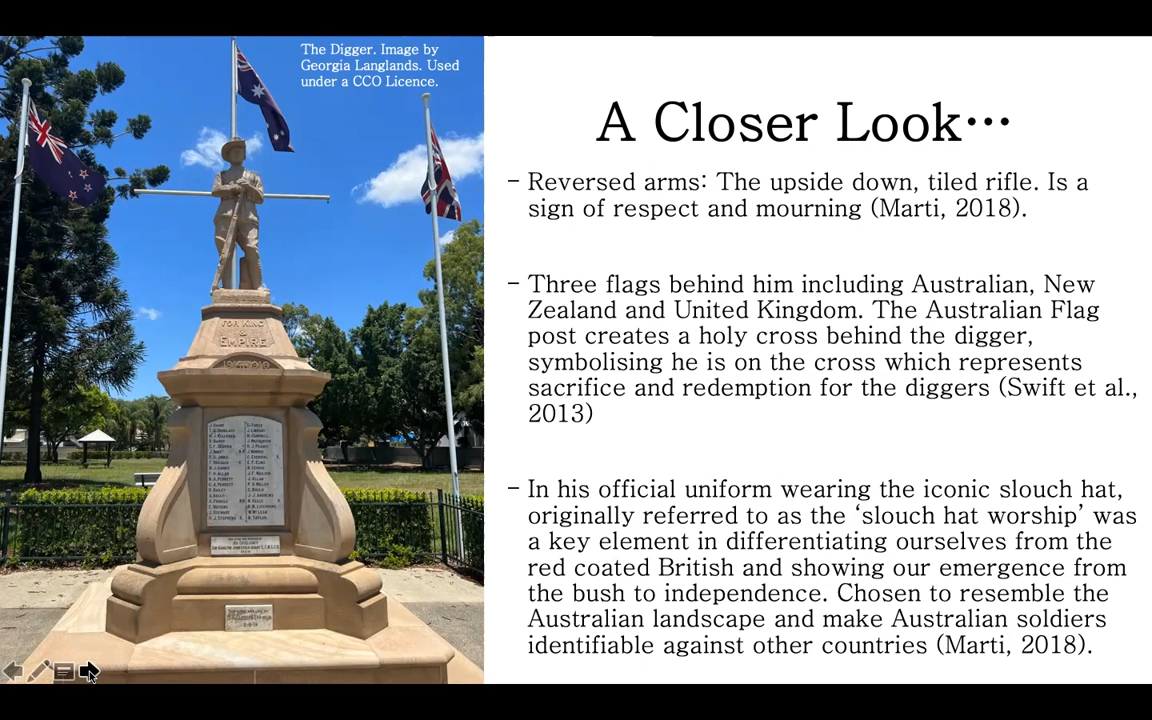 The Digger. Image by
Georgia Langlands. Used
under a CCO Licence.
FOR KING
&
EMPIRE
A Closer Look…
– Reversed arms: The upside down, tiled rifle. Is a
sign of respect and mourning (Marti, 2018).
– Three flags behind him including Australian, New
Zealand and United Kingdom. The Australian Flag
post creates a holy cross behind the digger,
symbolising he is on the cross which represents
sacrifice and redemption for the diggers (Swift et al.,
2013)
– In his official uniform wearing the iconic slouch hat,
originally referred to as the ‘slouch hat worship’ was
a key element in differentiating ourselves from the
red coated British and showing our emergence from
the bush to independence. Chosen to resemble the
Australian landscape and make Australian soldiers
identifiable against other countries (Marti, 2018).